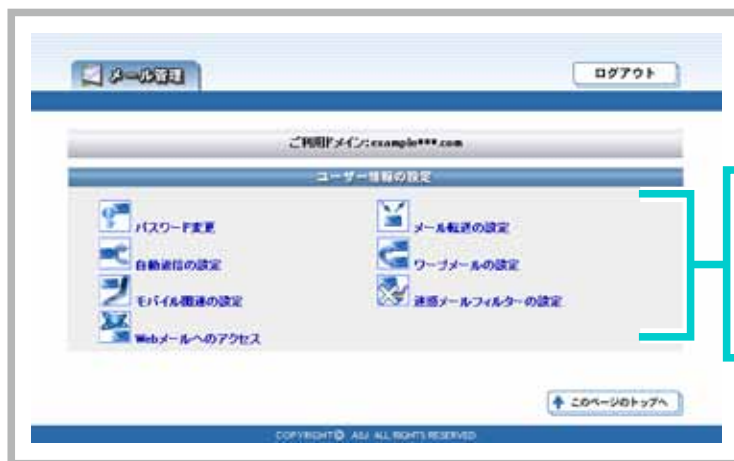 メール管理
ログアウト
ご利用ドメイン:example***.com
ユーザー情報の設定
パスワード変更
メール転送の設定
自動返信の設定
ワープメールの設定
モバイル関連の設定
迷惑メールフィルターの設定
Webメールへのアクセス
このページのトップへ
COPYRIGHT© ASJ ALL RIGHTS RESERVED